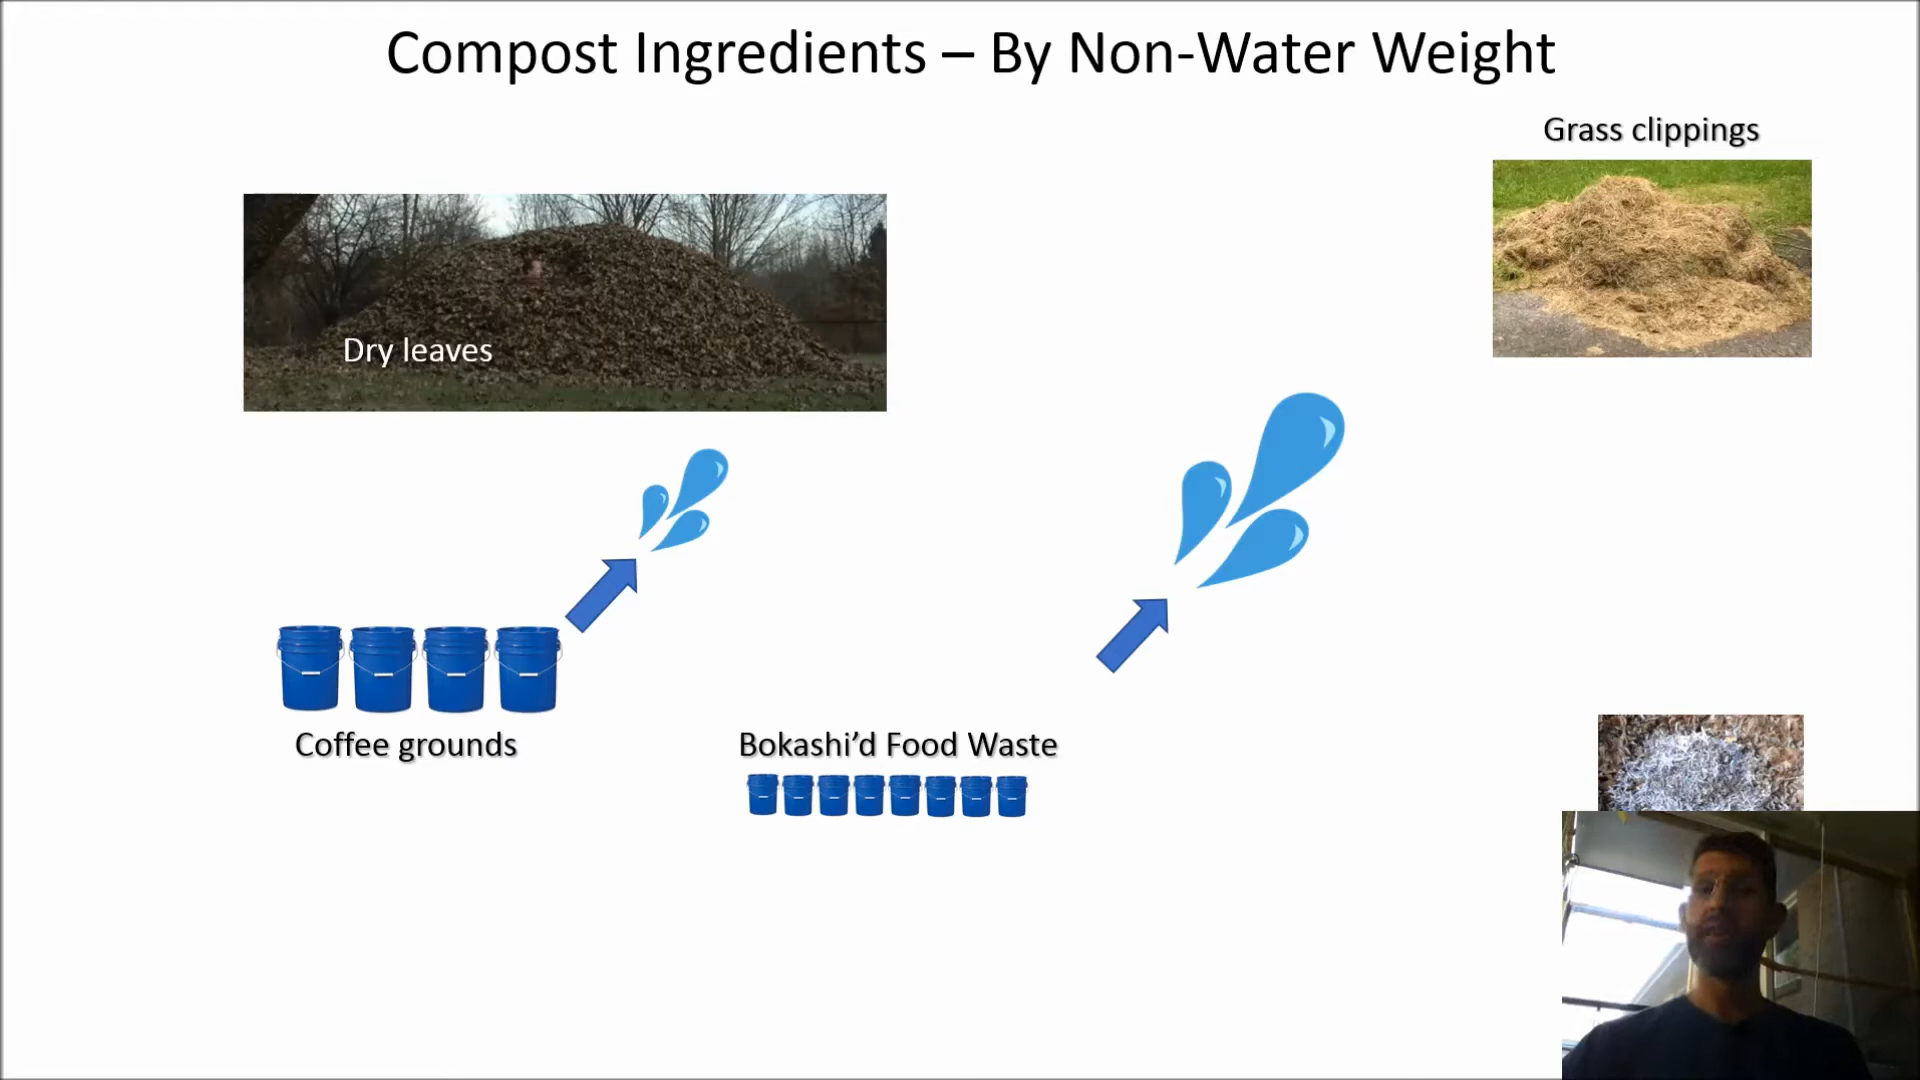 Compost Ingredients – By Non-Water Weight
Grass clippings
Dry leaves
Coffee grounds
Bokashi’d Food Waste